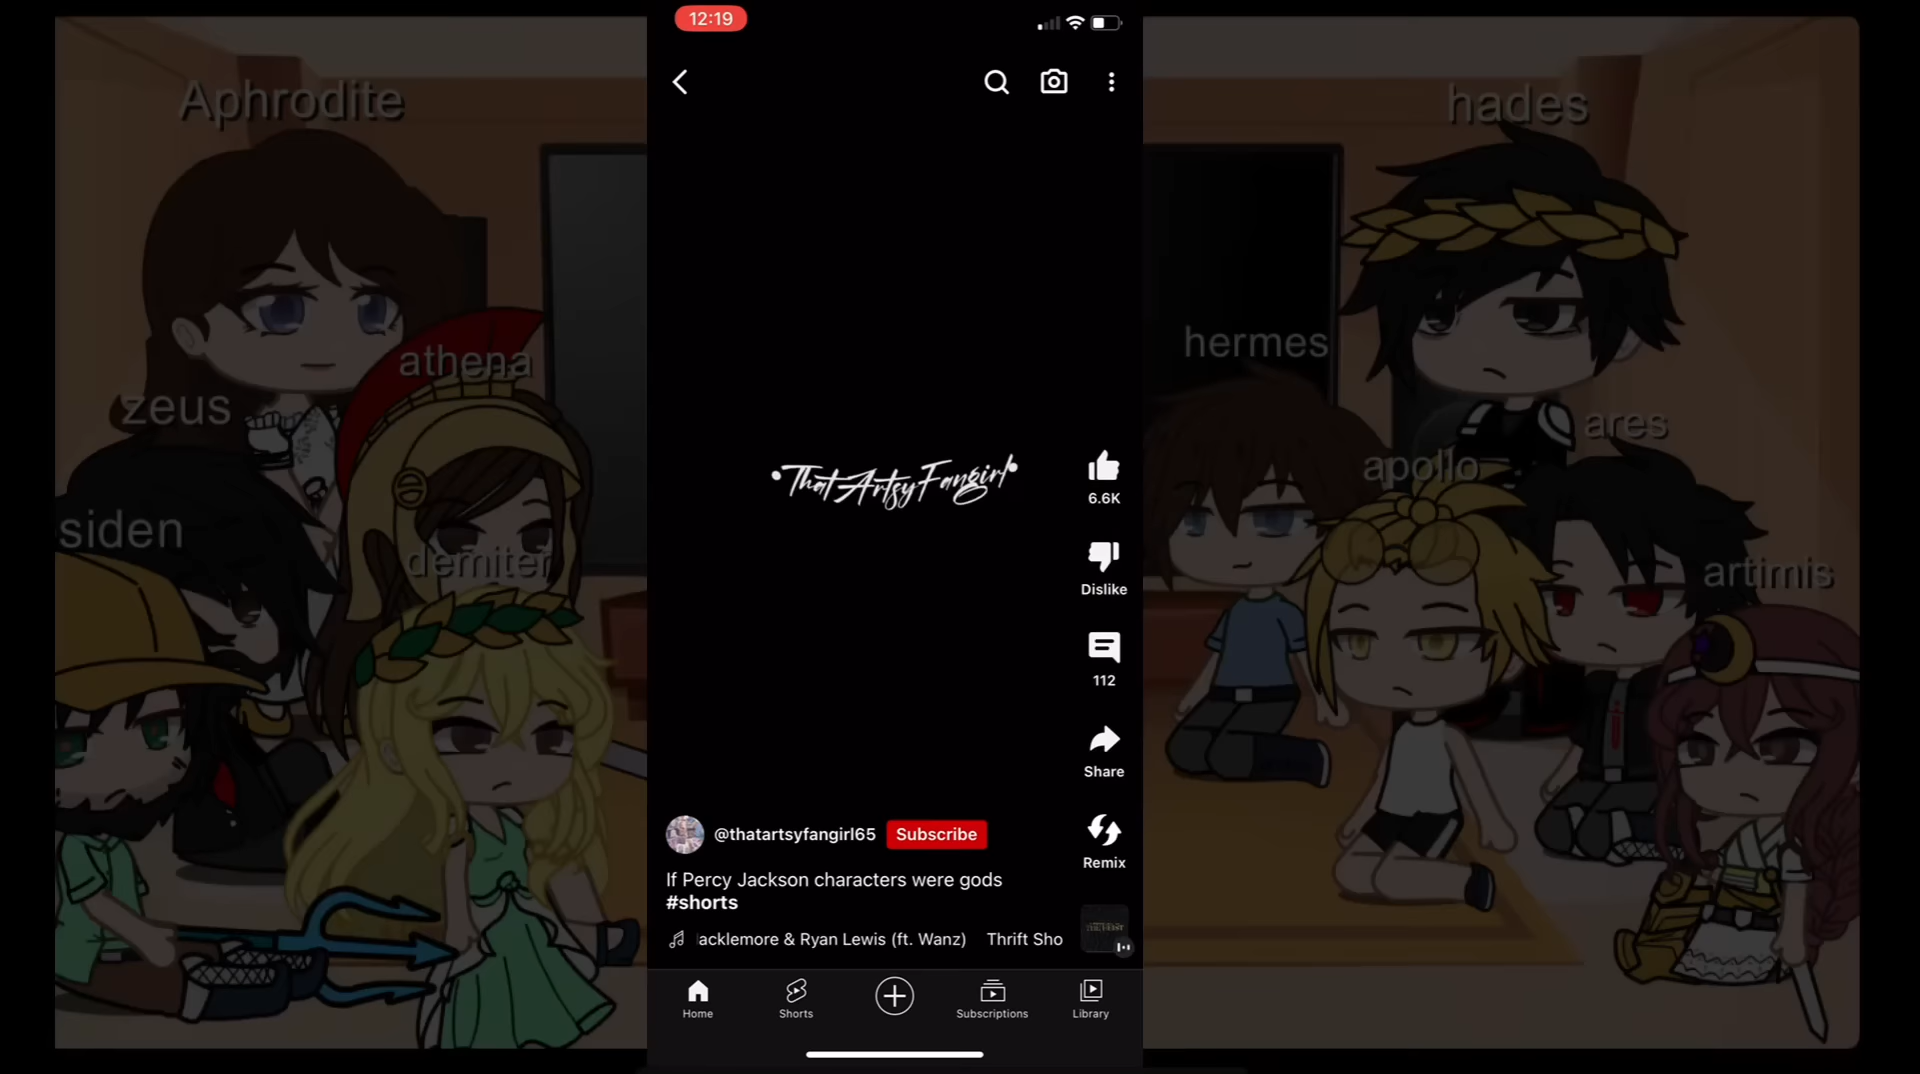 12:19
Aphrodite
hades
athena
hermes
zeus
ares
apollo
•ThatArtsyFangirl•
6.6K
siden
demiter
Dislike
artimis
112
Share
@thatartsyfangirl65
Subscribe
Remix
If Percy Jackson characters were gods
#shorts
acklemore & Ryan Lewis (ft. Wanz) Thrift Sho
Home
Shorts
Subscriptions
Library